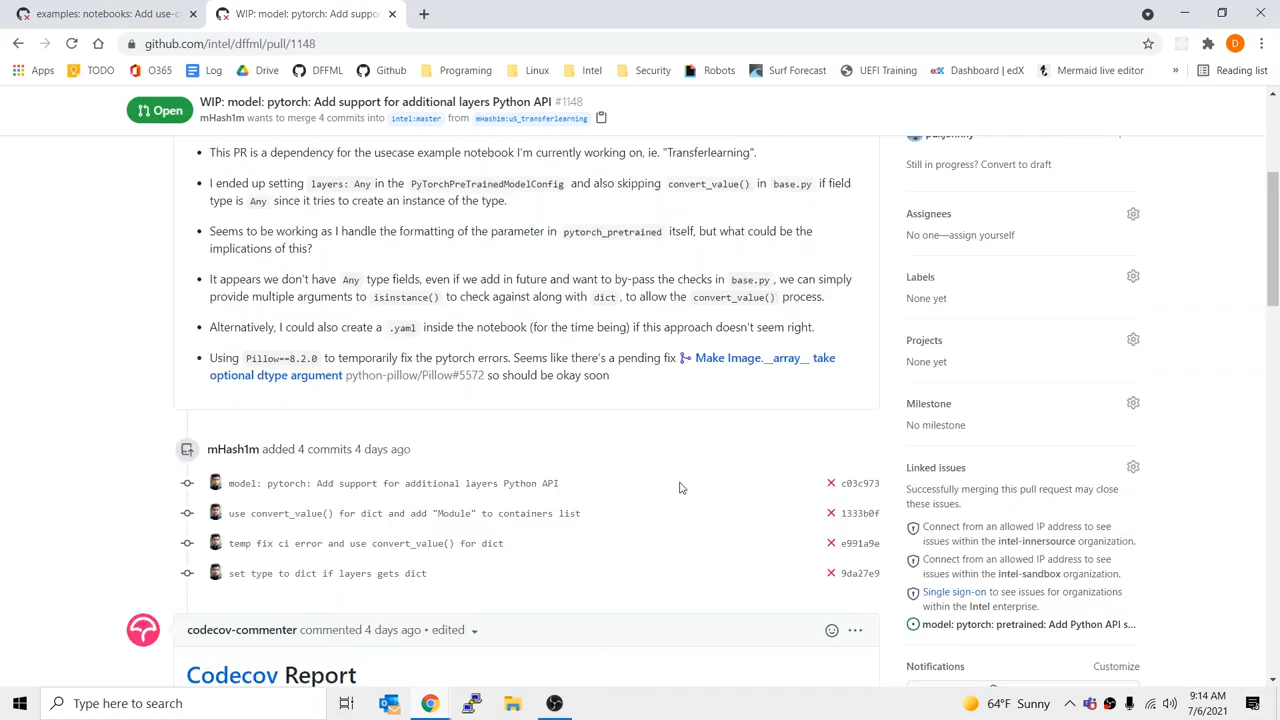 examples: notebooks: Add use-c
WIP: model: pytorch: Add suppo
github.com/intel/dffml/pull/1148
D
Apps
TODO
O365
Log
Drive
DFFML
Github
Programing
Linux
Intel
Security
Robots
Surf Forecast
UEFI Training
edX
Dashboard | edX
Mermaid live editor
»
Reading list
Open
WIP: model: pytorch: Add support for additional layers Python API #1148
mHash1m wants to merge 4 commits into intel:master from mHash1m:u5_transferlearning
Still in progress? Convert to draft
• This PR is a dependency for the usecase example notebook I'm currently working on, ie. "Transferlearning".
• I ended up setting layers: Any in the PyTorchPreTrainedModelConfig and also skipping convert_value() in base.py if field
type is Any since it tries to create an instance of the type.
• Seems to be working as I handle the formatting of the parameter in pytorch_pretrained itself, but what could be the
implications of this?
• It appears we don't have Any type fields, even if we add in future and want to by-pass the checks in base.py, we can simply
provide multiple arguments to isinstance() to check against along with dict, to allow the convert_value() process.
• Alternatively, I could also create a .yaml inside the notebook (for the time being) if this approach doesn't seem right.
• Using Pillow==8.2.0 to temporarily fix the pytorch errors. Seems like there's a pending fix Make Image.__array__ take
optional dtype argument python-pillow/Pillow#5572 so should be okay soon
mHash1m added 4 commits 4 days ago
model: pytorch: Add support for additional layers Python API c03c973
use convert_value() for dict and add "Module" to containers list 1333b0f
temp fix ci error and use convert_value() for dict e991a9e
set type to dict if layers gets dict 9da27e9
codecov-commenter commented 4 days ago • edited
Codecov Report
Assignees
No one—assign yourself
Labels
None yet
Projects
None yet
Milestone
No milestone
Linked issues
Successfully merging this pull request may close
these issues.
Connect from an allowed IP address to see
issues within the intel-innersource organization.
Connect from an allowed IP address to see
issues within the intel-sandbox organization.
Single sign-on to see issues for organizations
within the Intel enterprise.
model: pytorch: pretrained: Add Python API s...
Notifications
Customize
Type here to search
64°F Sunny
9:14 AM
7/6/2021